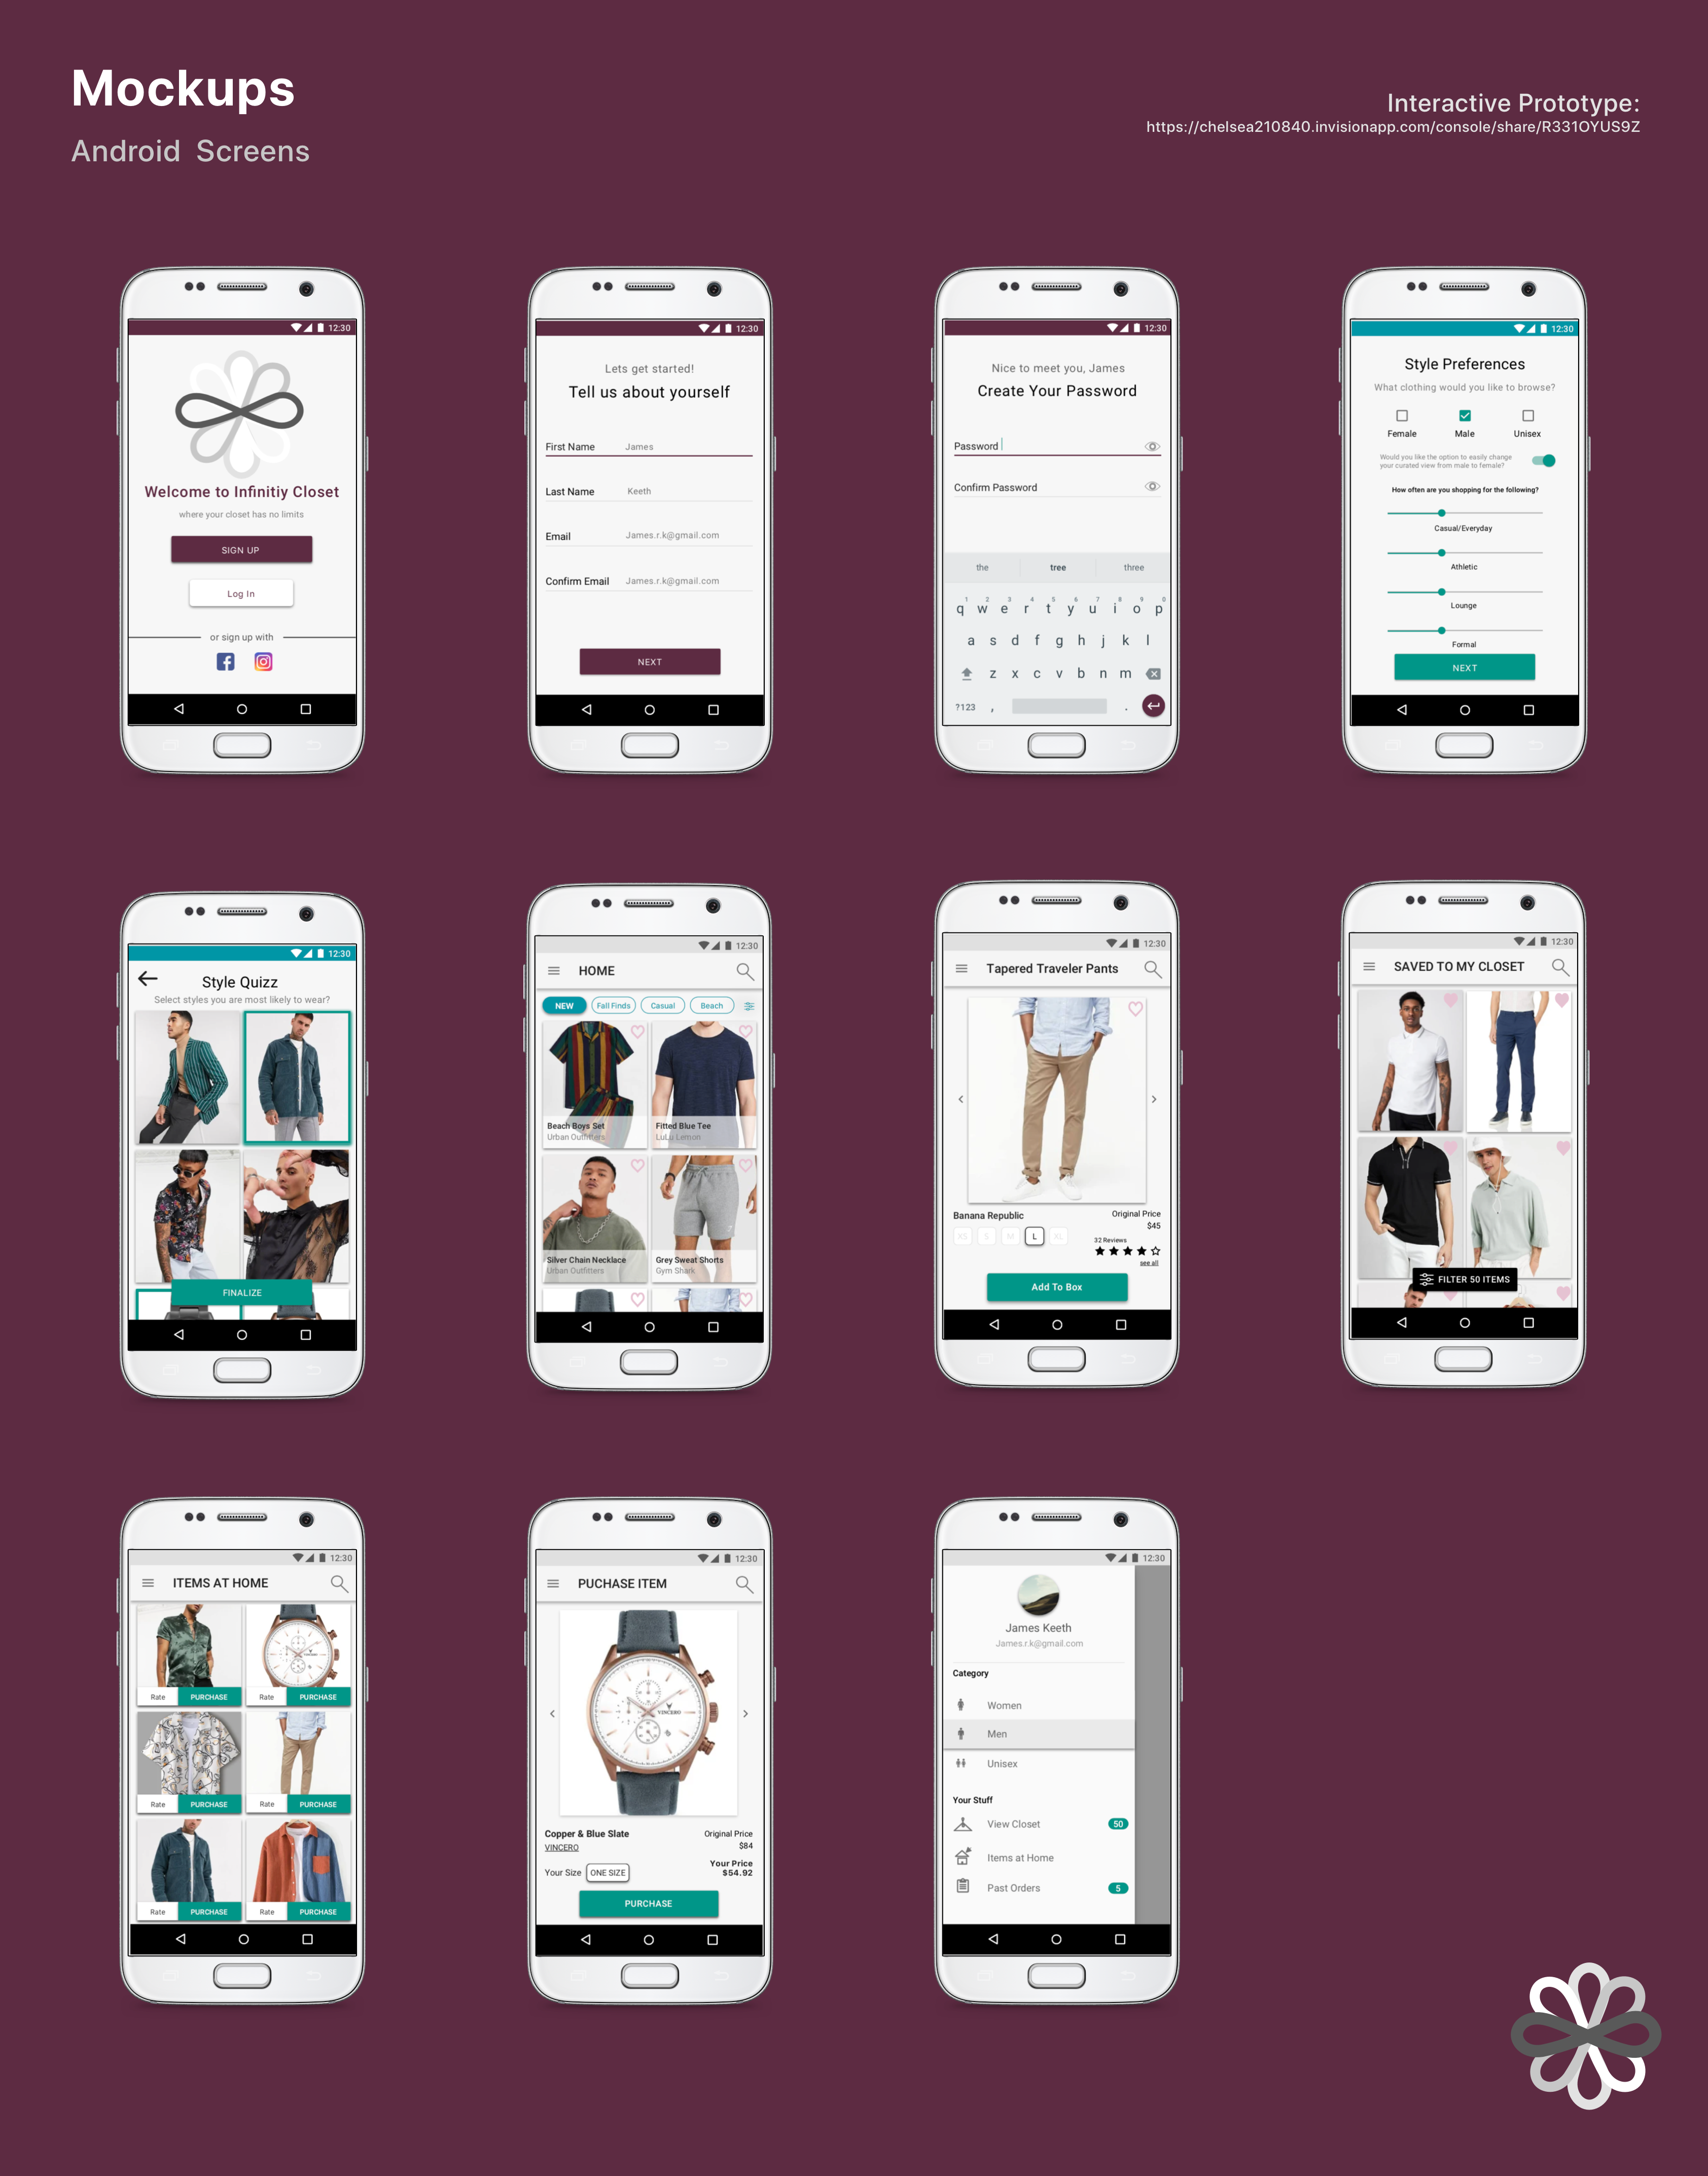 Mockups
Android Screens
Interactive Prototype:
https://chelsea210840.invisionapp.com/console/share/R331OYUS9Z
12:30
Welcome to Infinitiy Closet
where your closet has no limits
SIGN UP
Log In
or sign up with
12:30
Lets get started!
Tell us about yourself
First Name James
Last Name Keeth
Email James.r.k@gmail.com
Confirm Email James.r.k@gmail.com
NEXT
12:30
Nice to meet you, James
Create Your Password
Password
Confirm Password
the tree three
1 2 3 4 5 6 7 8 9 0
q w e r t y u i o p
a s d f g h j k l
z x c v b n m
?123 , .
12:30
Style Preferences
What clothing would you like to browse?
Female Male Unisex
Would you like the option to easily change
your curated view from male to female?
How often are you shopping for the following?
Casual/Everyday
Athletic
Lounge
Formal
NEXT
12:30
Style Quizz
Select styles you are most likely to wear?
FINALIZE
12:30
HOME
NEW Fall Finds Casual Beach
Beach Boys Set Fitted Blue Tee
Urban Outfitters LuLu Lemon
Silver Chain Necklace Grey Sweat Shorts
Urban Outfitters Gym Shark
12:30
Tapered Traveler Pants
Banana Republic Original Price
$45
XS S M L XL
32 Reviews
see all
Add To Box
12:30
SAVED TO MY CLOSET
FILTER 50 ITEMS
12:30
ITEMS AT HOME
VINCERO
Rate PURCHASE Rate PURCHASE
Rate PURCHASE Rate PURCHASE
Rate PURCHASE Rate PURCHASE
12:30
PUCHASE ITEM
VINCERO
Copper & Blue Slate Original Price
VINCERO $84
Your Price
Your Size ONE SIZE $54.92
PURCHASE
12:30
James Keeth
James.r.k@gmail.com
Category
Women
Men
Unisex
Your Stuff
View Closet 50
Items at Home
Past Orders 5